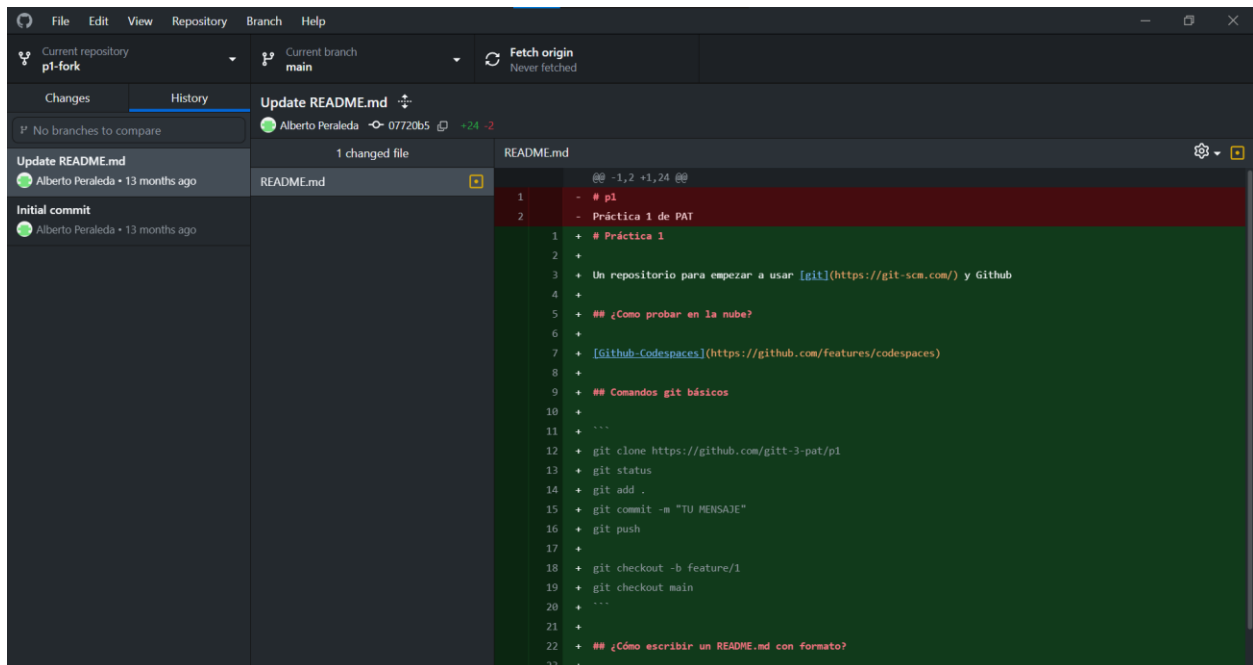 File Edit View Repository Branch Help
Current repository
p1-fork
Current branch
main
Fetch origin
Never fetched
Changes History
No branches to compare
Update README.md
Alberto Peraleda • 13 months ago
Initial commit
Alberto Peraleda • 13 months ago
Update README.md
Alberto Peraleda 07720b5 +24 -2
1 changed file
README.md
README.md
@@ -1,2 +1,24 @@
1 - # p1
2 - Práctica 1 de PAT
1 + # Práctica 1
2 +
3 + Un repositorio para empezar a usar [git](https://git-scm.com/) y Github
4 +
5 + ## ¿Como probar en la nube?
6 +
7 + [Github-Codespaces](https://github.com/features/codespaces)
8 +
9 + ## Comandos git básicos
10 +
11 + ```
12 + git clone https://github.com/gitt-3-pat/p1
13 + git status
14 + git add .
15 + git commit -m "TU MENSAJE"
16 + git push
17 +
18 + git checkout -b feature/1
19 + git checkout main
20 + ```
21 +
22 + ## ¿Cómo escribir un README.md con formato?
23 +